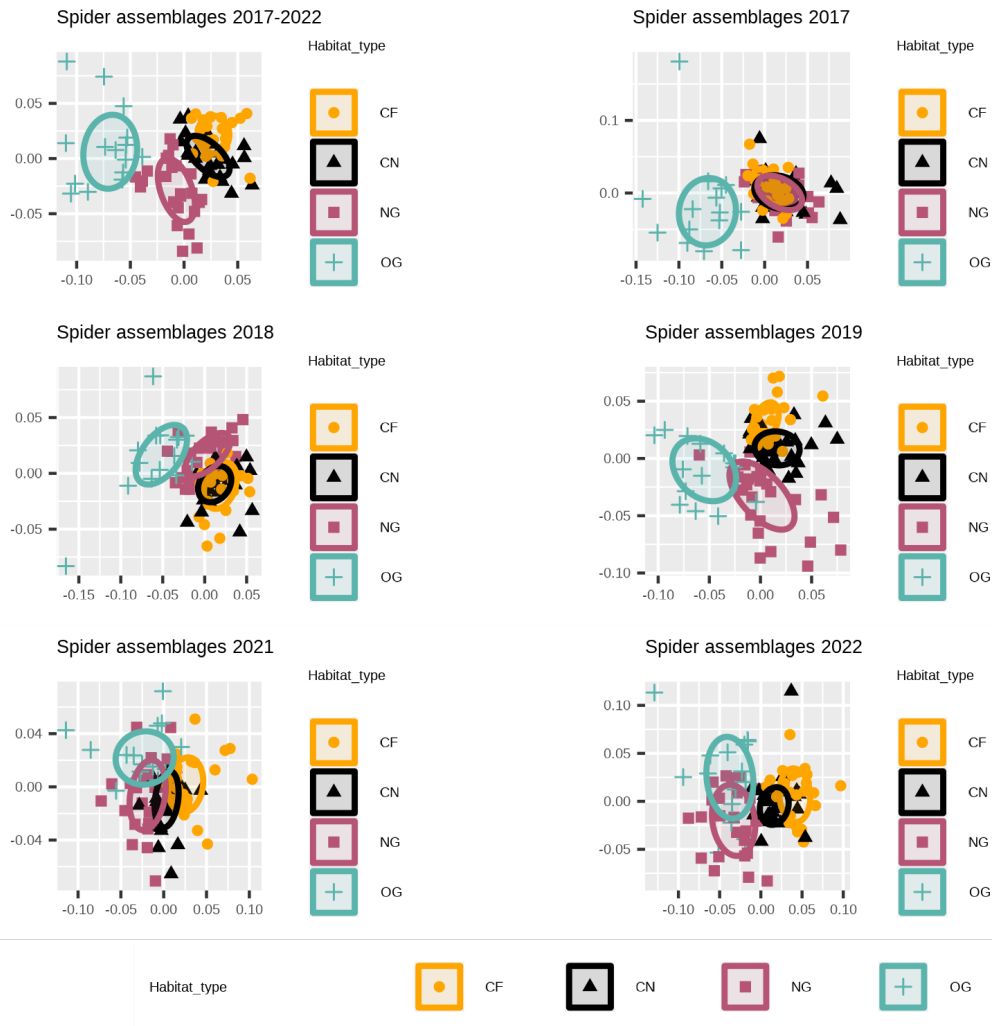 Spider assemblages 2017-2022
Habitat_type
0.05
0.00
-0.05
-0.10 -0.05 0.00 0.05
CF
CN
NG
OG
Spider assemblages 2017
Habitat_type
0.1
0.0
-0.15 -0.10 -0.05 0.00 0.05
CF
CN
NG
OG
Spider assemblages 2018
Habitat_type
0.05
0.00
-0.05
-0.15 -0.10 -0.05 0.00 0.05
CF
CN
NG
OG
Spider assemblages 2019
Habitat_type
0.05
0.00
-0.05
-0.10
-0.10 -0.05 0.00 0.05
CF
CN
NG
OG
Spider assemblages 2021
Habitat_type
0.04
0.00
-0.04
-0.10 -0.05 0.00 0.05 0.10
CF
CN
NG
OG
Spider assemblages 2022
Habitat_type
0.10
0.05
0.00
-0.05
-0.10 -0.05 0.00 0.05 0.10
CF
CN
NG
OG
Habitat_type CF CN NG OG